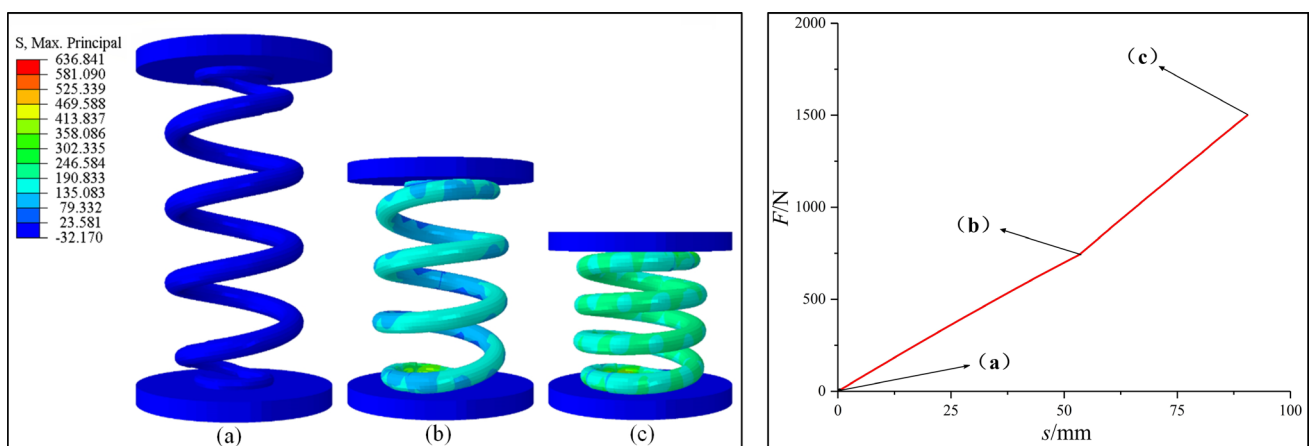 S, Max. Principal
636.841
581.090
525.339
469.588
413.837
358.086
302.335
246.584
190.833
135.083
79.332
23.581
-32.170
(a)
(b)
(c)
2000
1500
1000
500
0
F/N
0
25
50
75
100
s/mm
（c）
（b）
（a）